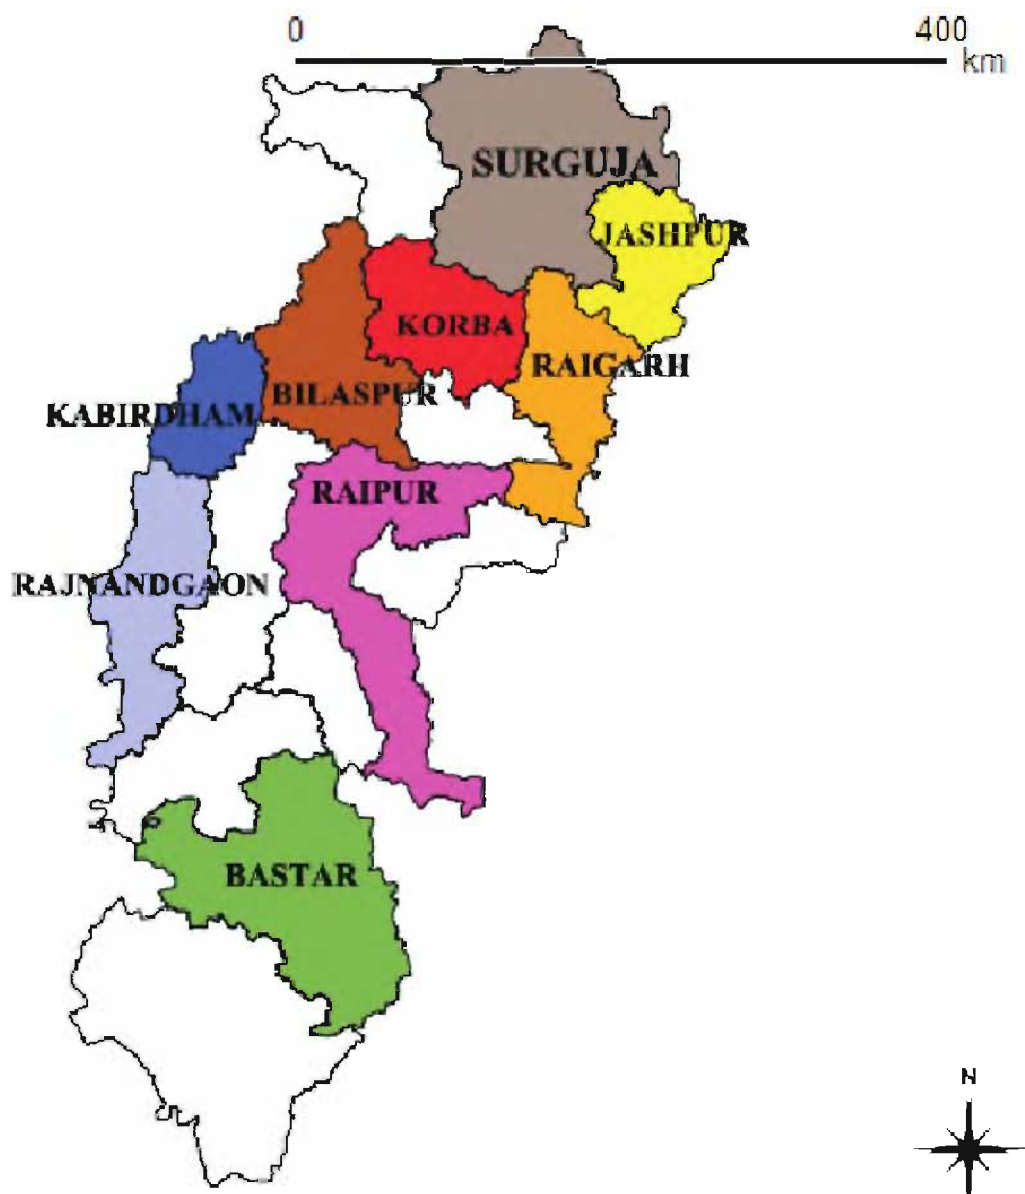 0 400
km
SURGUJA
JASHPUR
KORBA
RAIGARH
BILASPUR
KABIRDHAM
RAIPUR
RAJNANDGAON
BASTAR
N